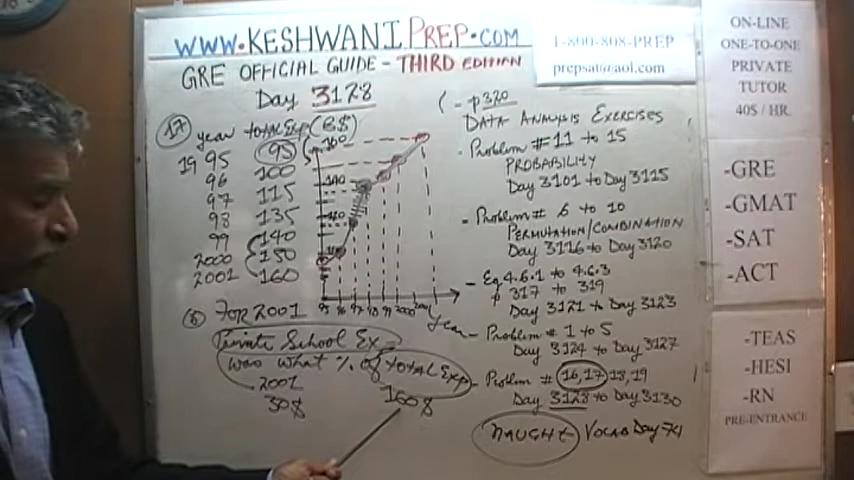 WWW.KESHWANIPREP.COM
GRE OFFICIAL GUIDE - THIRD EDITION
Day 3128
1-800-808-PREP
prepsat@aol.com
ON-LINE
ONE-TO-ONE
PRIVATE
TUTOR
40$ / HR.
-GRE
-GMAT
-SAT
-ACT
-TEAS
-HESI
-RN
PRE-ENTRANCE
17 year TOTAL Exp (B$)
1995 95
96 100
97 115
98 135
99 140
2000 150
2001 160
Year
FOR 2001
Private School Ex
was what % of TOTAL Exp
2001
30$ 160$
- p 320
DATA ANALYSIS EXERCISES
- Problem # 11 to 15
PROBABILITY
Day 3101 to Day 3115
- Problem # 6 to 10
PERMUTATION/COMBINATION
Day 3116 to Day 3120
- Eg 4.6.1 to 4.6.3
p 317 to 319
Day 3121 to Day 3123
- Problem # 1 to 5
Day 3124 to Day 3127
- Problem # 16, 17 18, 19
Day 3128 to Day 3130
NAUGHT